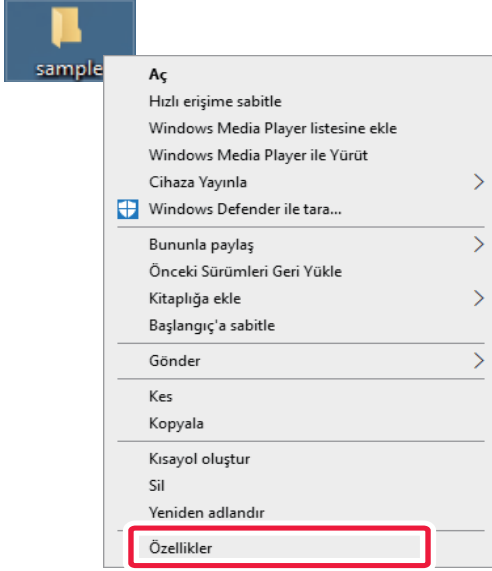 sample
Aç
Hızlı erişime sabitle
Windows Media Player listesine ekle
Windows Media Player ile Yürüt
Cihaza Yayınla
Windows Defender ile tara...
Bununla paylaş
Önceki Sürümleri Geri Yükle
Kitaplığa ekle
Başlangıç'a sabitle
Gönder
Kes
Kopyala
Kısayol oluştur
Sil
Yeniden adlandır
Özellikler